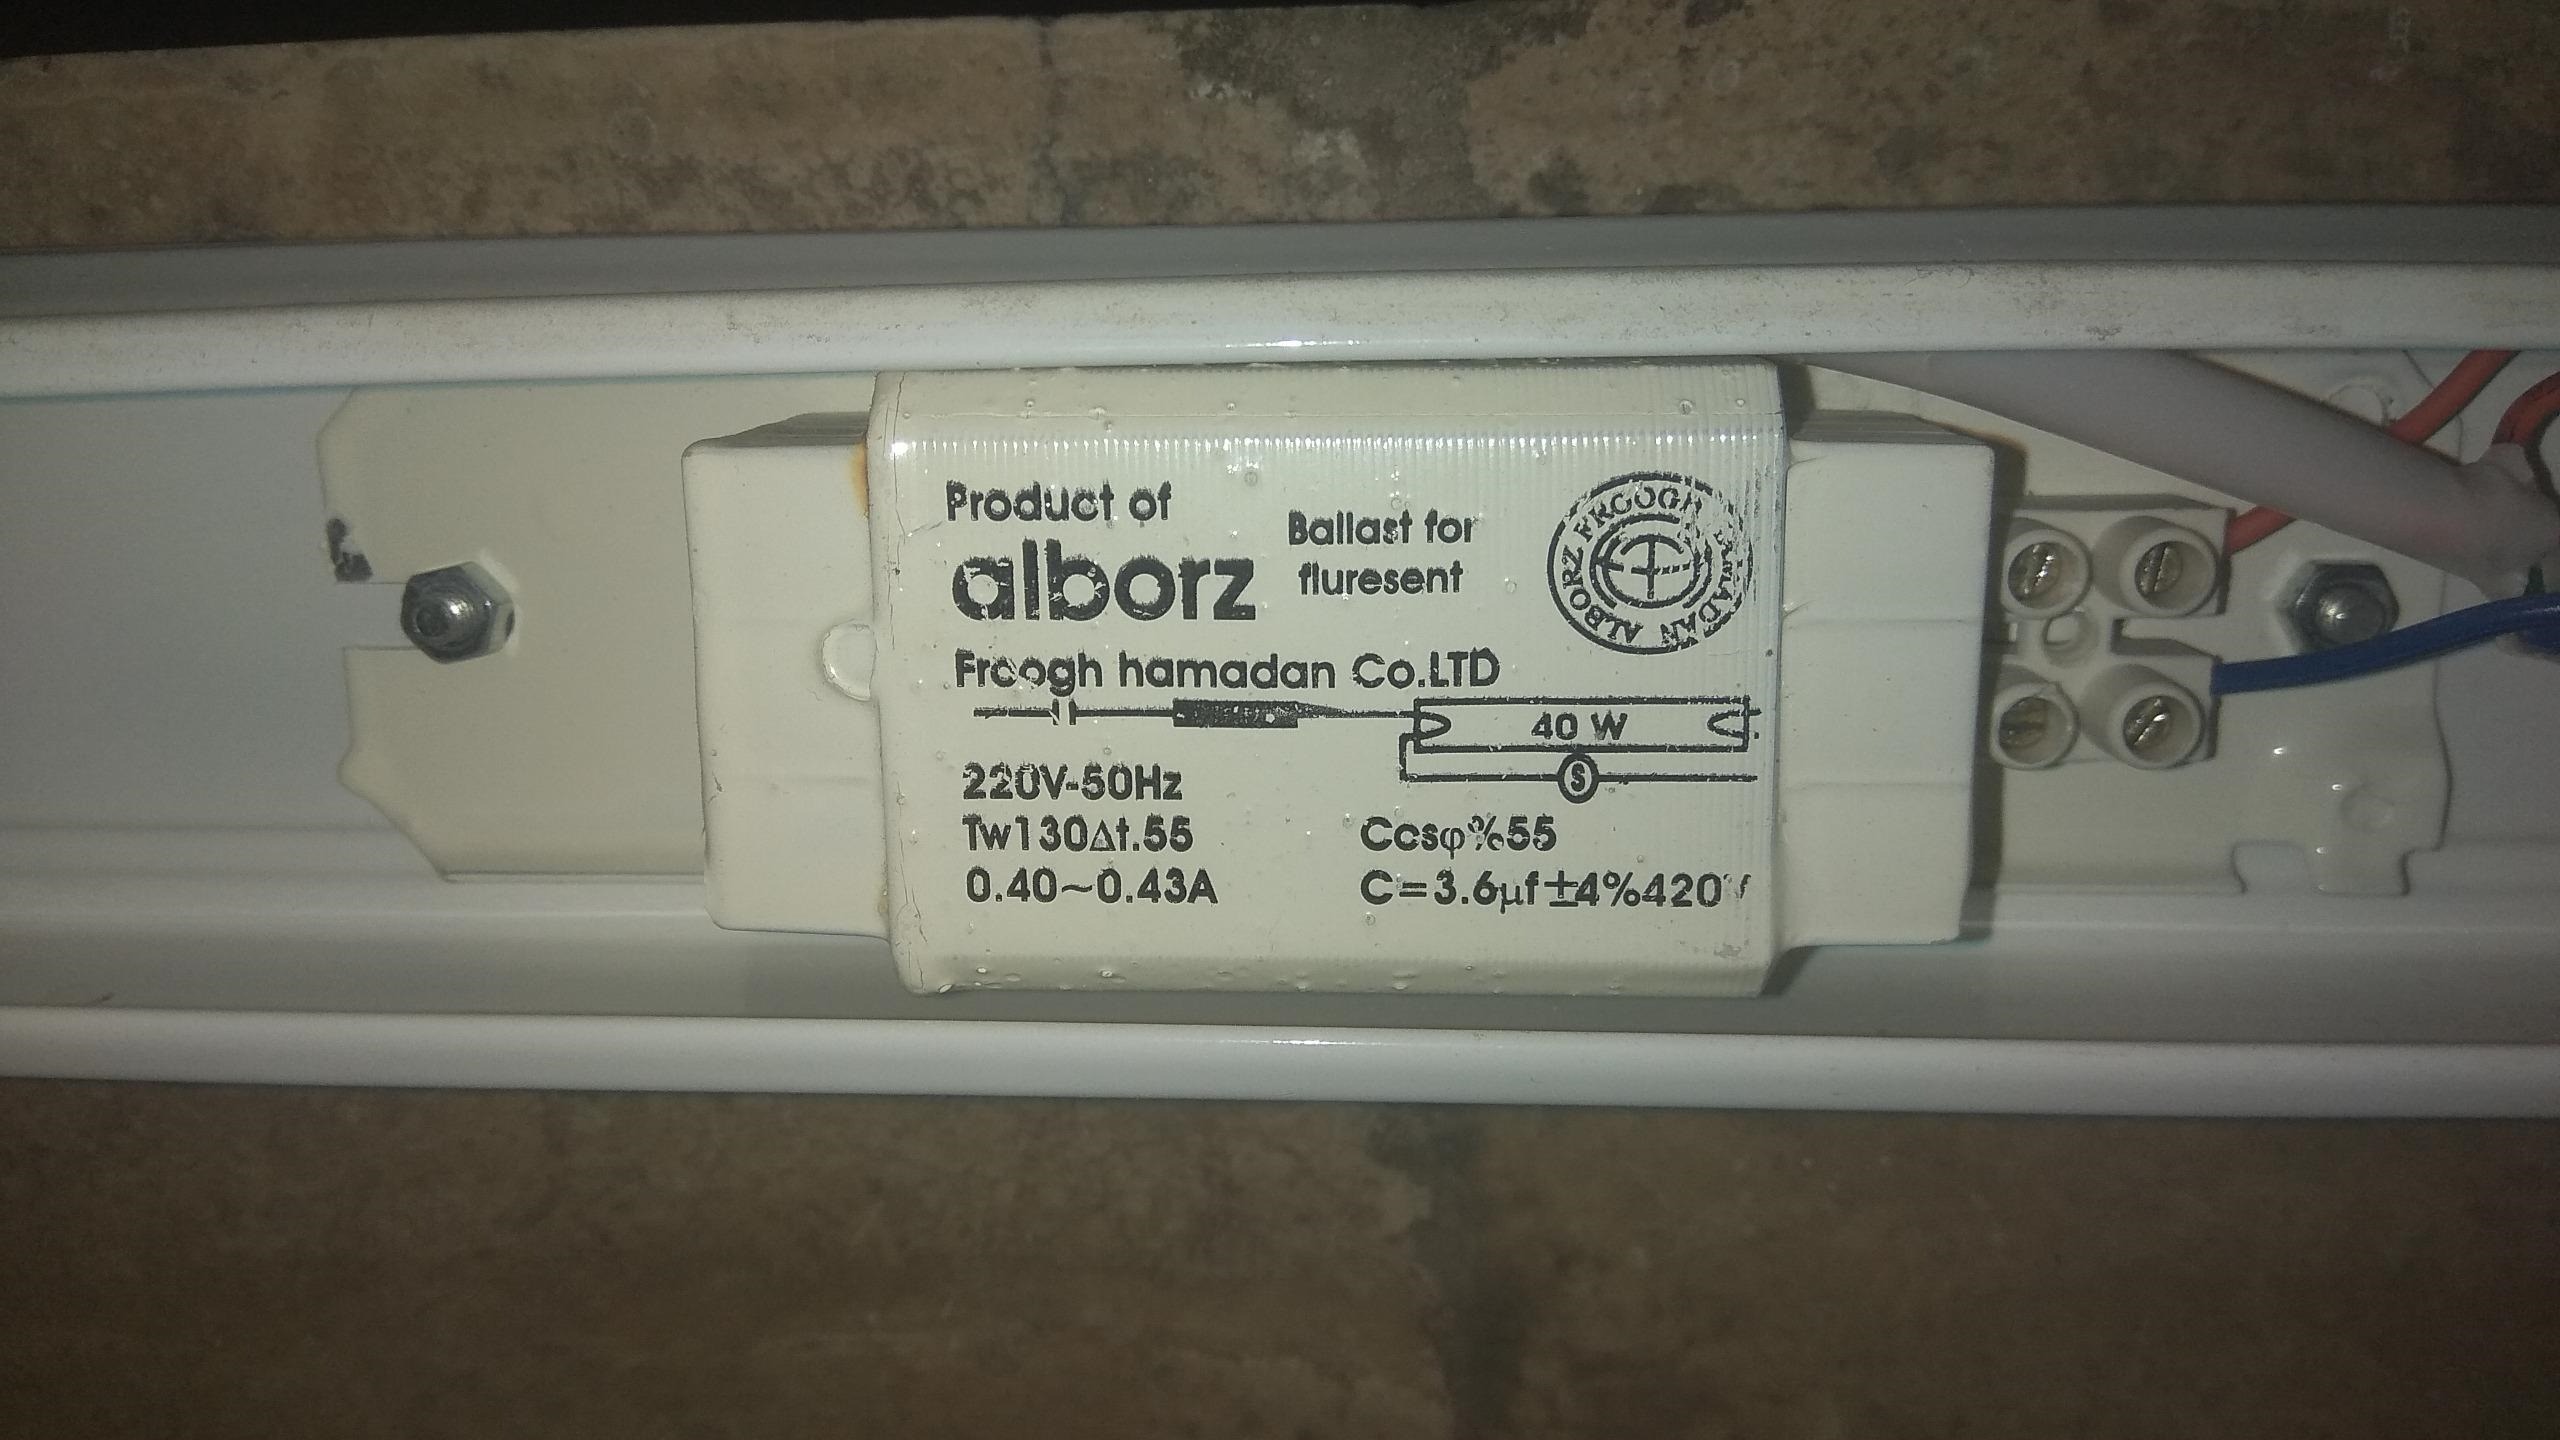 Product of
alborz
Ballast for
fluresent
ALBORZ FROOGH HAMADAN ALBORZ
Froogh hamadan Co.LTD
40 W
S
220V-50Hz
Tw130Δt.55
0.40~0.43A
Cosφ%55
C=3.6μf±4%420V